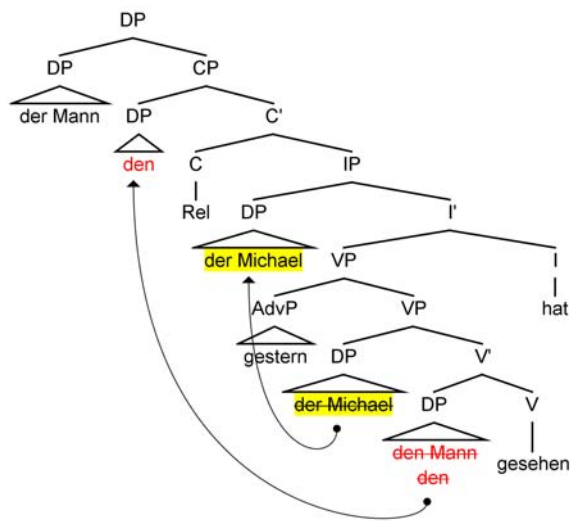 DP
DP CP
der Mann DP C'
den C IP
Rel DP I'
der Michael VP I
AdvP VP hat
gestern DP V'
der Michael DP V
den Mann gesehen
den